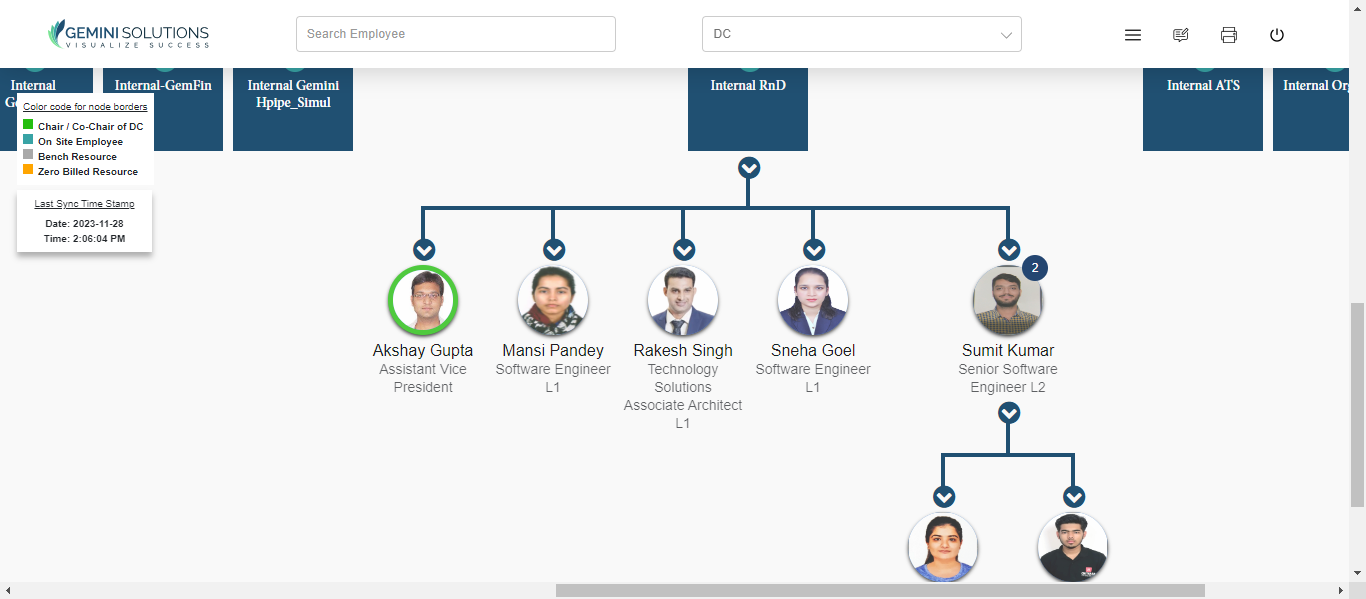 GEMINI SOLUTIONS
VISUALIZE SUCCESS
Search Employee
DC
Internal
Internal-GemFin
Internal Gemini
Hpipe_Simul
Internal RnD
Internal ATS
Internal
Color code for node borders
Chair / Co-Chair of DC
On Site Employee
Bench Resource
Zero Billed Resource
Last Sync Time Stamp
Date: 2023-11-28
Time: 2:06:04 PM
2
Akshay Gupta
Assistant Vice
President
Mansi Pandey
Software Engineer
L1
Rakesh Singh
Technology
Solutions
Associate Architect
L1
Sneha Goel
Software Engineer
L1
Sumit Kumar
Senior Software
Engineer L2